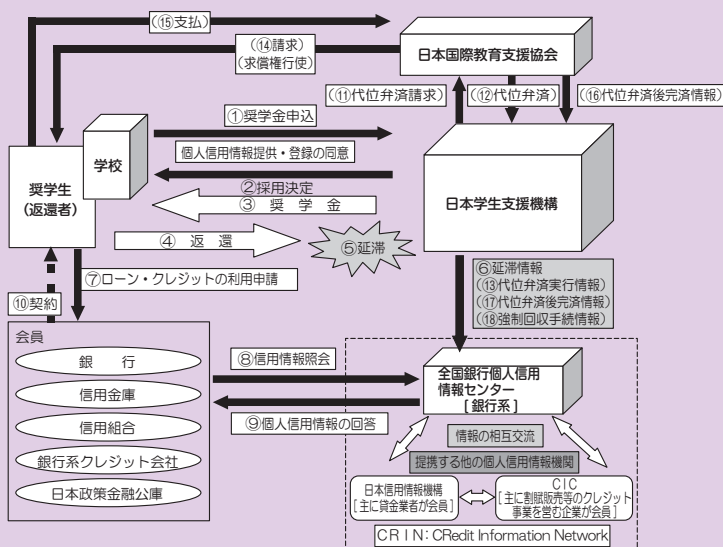 (⑮支払)
(⑭請求)
(求償権行使)
日本国際教育支援協会
(⑪代位弁済請求)
(⑫代位弁済)
(⑯代位弁済後完済情報)
①奨学金申込
個人信用情報提供・登録の同意
学校
奨学生
(返還者)
②採用決定
③ 奨 学 金
日本学生支援機構
④ 返 還
⑤延滞
⑦ローン・クレジットの利用申請
⑩契約
⑥延滞情報
(⑬代位弁済実行情報)
(⑰代位弁済後完済情報)
(⑱強制回収手続情報)
会員
銀 行
信用金庫
信用組合
銀行系クレジット会社
日本政策金融公庫
⑧信用情報照会
⑨個人信用情報の回答
全国銀行個人信用
情報センター
[ 銀行系 ]
情報の相互交流
提携する他の個人信用情報機関
日本信用情報機構
[ 主に貸金業者が会員 ]
CIC
[ 主に割賦販売等のクレジット
事業を営む企業が会員 ]
CRIN: CRedit Information Network